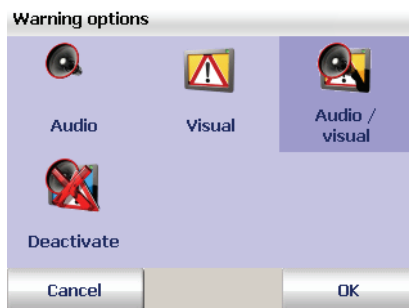 Warning options
Audio
Visual
Audio /
visual
Deactivate
Cancel
OK